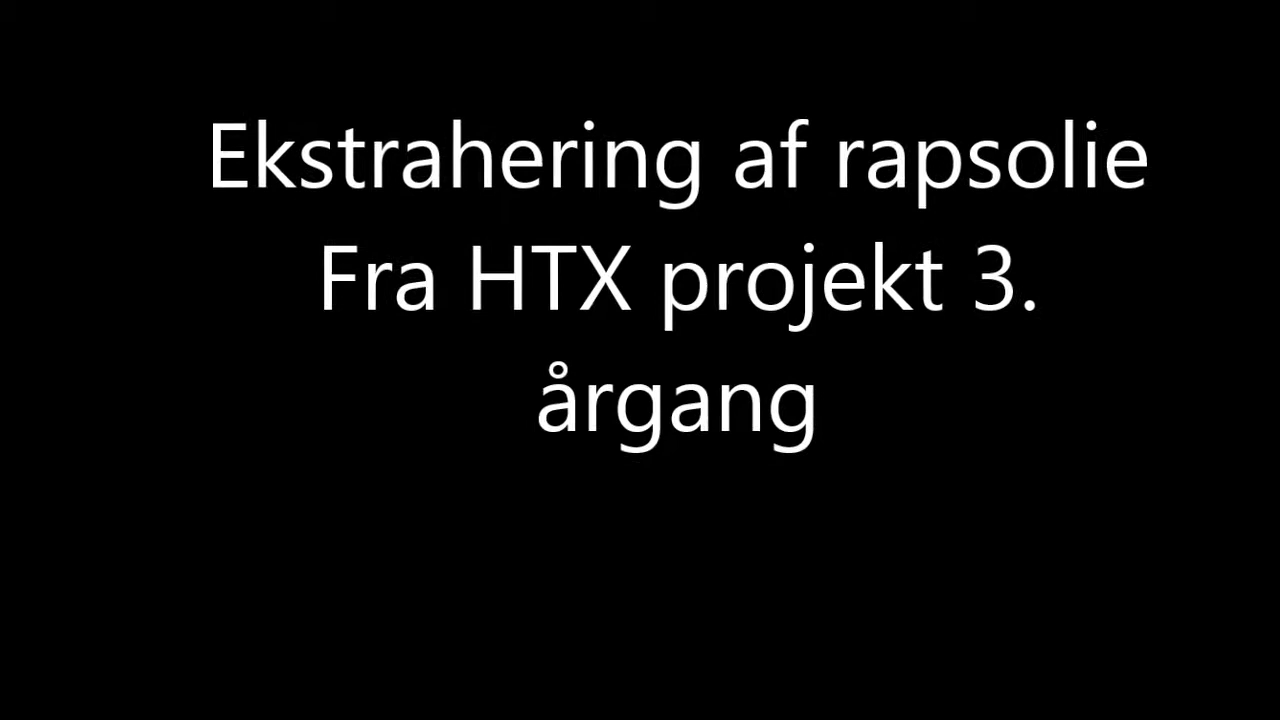 Ekstrahering af rapsolie
Fra HTX projekt 3.
årgang